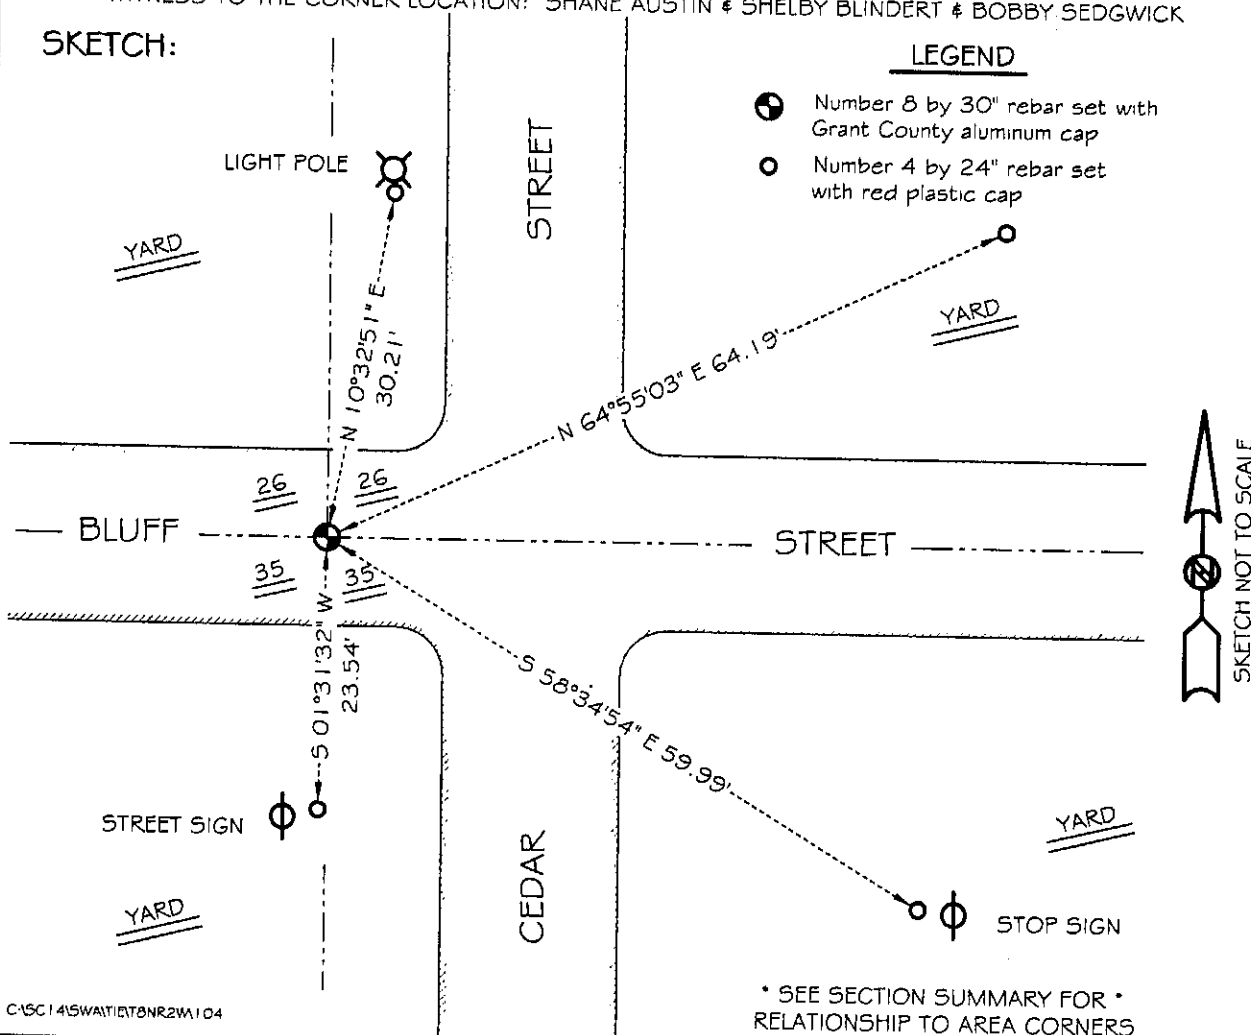 WITNESS TO THE CORNER LOCATION: SHANE AUSTIN & SHELBY BLINDERT & BOBBY SEDGWICK
SKETCH:
LEGEND
Number 8 by 30" rebar set with
Grant County aluminum cap
Number 4 by 24" rebar set
with red plastic cap
LIGHT POLE
STREET
YARD
YARD
N 10°32'51" E
30.21'
N 64°55'03" E 64.19'
26
26
BLUFF
STREET
35
35
S 01°31'32" W
23.54'
S 58°34'54" E 59.99'
N
SKETCH NOT TO SCALE
STREET SIGN
CEDAR
YARD
YARD
STOP SIGN
C:\SC14\SWA\TIE\T8NR2W\104
* SEE SECTION SUMMARY FOR *
RELATIONSHIP TO AREA CORNERS